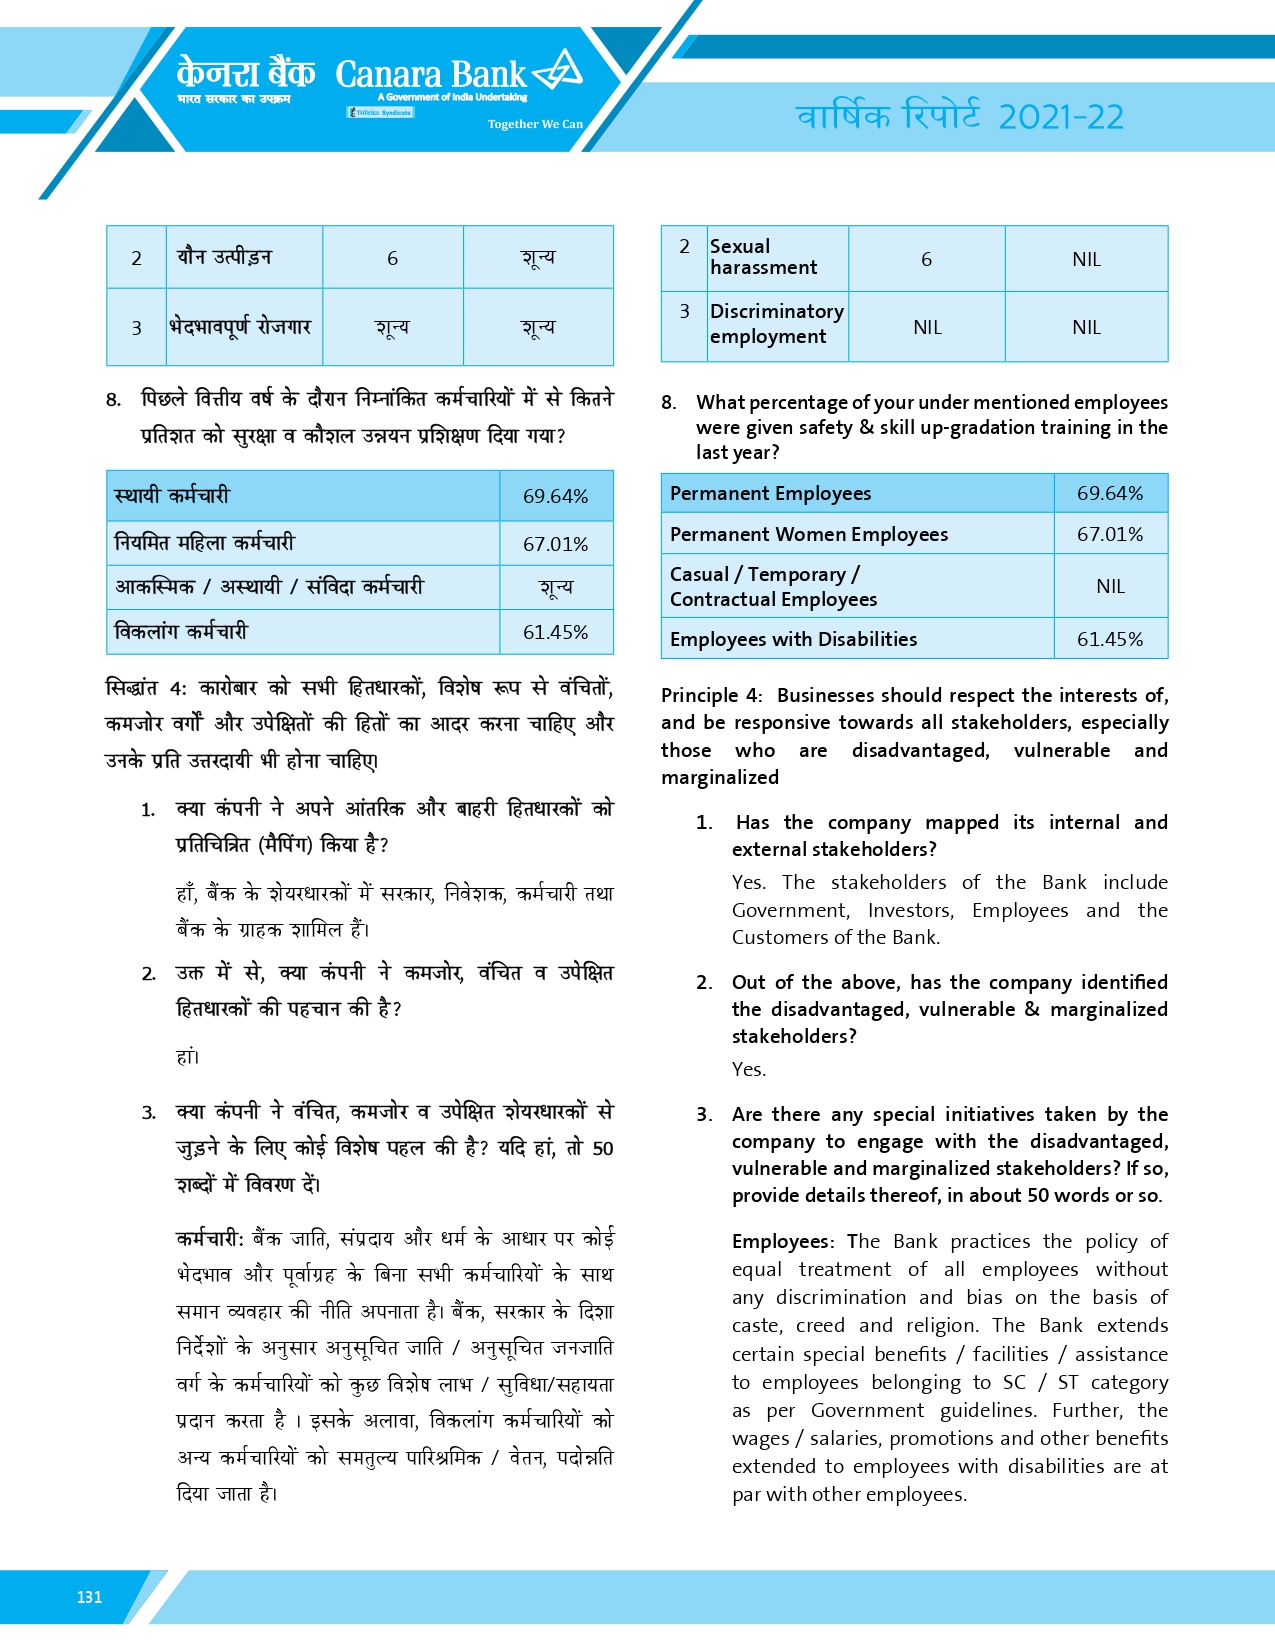 केनरा बैंक Canara Bank
भारत सरकार का उपक्रम
A Government of India Undertaking
सिंडिकेट Syndicate
Together We Can
वार्षिक रिपोर्ट 2021-22
2 यौन उत्पीड़न 6 शून्य
3 भेदभावपूर्ण रोजगार शून्य शून्य
8. पिछले वित्तीय वर्ष के दौरान निम्नांकित कर्मचारियों में से कितने
प्रतिशत को सुरक्षा व कौशल उन्नयन प्रशिक्षण दिया गया?
स्थायी कर्मचारी 69.64%
नियमित महिला कर्मचारी 67.01%
आकस्मिक / अस्थायी / संविदा कर्मचारी शून्य
विकलांग कर्मचारी 61.45%
सिद्धांत 4: कारोबार को सभी हितधारकों, विशेष रूप से वंचितों,
कमजोर वर्गों और उपेक्षितों की हितों का आदर करना चाहिए और
उनके प्रति उत्तरदायी भी होना चाहिए।
1. क्या कंपनी ने अपने आंतरिक और बाहरी हितधारकों को
प्रतिचिन्नित (मैपिंग) किया है?
हाँ, बैंक के शेयरधारकों में सरकार, निवेशक, कर्मचारी तथा
बैंक के ग्राहक शामिल हैं।
2. उक्त में से, क्या कंपनी ने कमजोर, वंचित व उपेक्षित
हितधारकों की पहचान की है?
हां।
3. क्या कंपनी ने वंचित, कमजोर व उपेक्षित शेयरधारकों से
जुड़ने के लिए कोई विशेष पहल की है? यदि हां, तो 50
शब्दों में विवरण दें।
कर्मचारी: बैंक जाति, संप्रदाय और धर्म के आधार पर कोई
भेदभाव और पूर्वाग्रह के बिना सभी कर्मचारियों के साथ
समान व्यवहार की नीति अपनाता है। बैंक, सरकार के दिशा
निर्देशों के अनुसार अनुसूचित जाति / अनुसूचित जनजाति
वर्ग के कर्मचारियों को कुछ विशेष लाभ / सुविधा/सहायता
प्रदान करता है । इसके अलावा, विकलांग कर्मचारियों को
अन्य कर्मचारियों को समतुल्य पारिश्रमिक / वेतन, पदोन्नति
दिया जाता है।
2 Sexual
harassment 6 NIL
3 Discriminatory
employment NIL NIL
8. What percentage of your under mentioned employees
were given safety & skill up-gradation training in the
last year?
Permanent Employees 69.64%
Permanent Women Employees 67.01%
Casual / Temporary /
Contractual Employees NIL
Employees with Disabilities 61.45%
Principle 4: Businesses should respect the interests of,
and be responsive towards all stakeholders, especially
those who are disadvantaged, vulnerable and
marginalized
1. Has the company mapped its internal and
external stakeholders?
Yes. The stakeholders of the Bank include
Government, Investors, Employees and the
Customers of the Bank.
2. Out of the above, has the company identified
the disadvantaged, vulnerable & marginalized
stakeholders?
Yes.
3. Are there any special initiatives taken by the
company to engage with the disadvantaged,
vulnerable and marginalized stakeholders? If so,
provide details thereof, in about 50 words or so.
Employees: The Bank practices the policy of
equal treatment of all employees without
any discrimination and bias on the basis of
caste, creed and religion. The Bank extends
certain special benefits / facilities / assistance
to employees belonging to SC / ST category
as per Government guidelines. Further, the
wages / salaries, promotions and other benefits
extended to employees with disabilities are at
par with other employees.
131